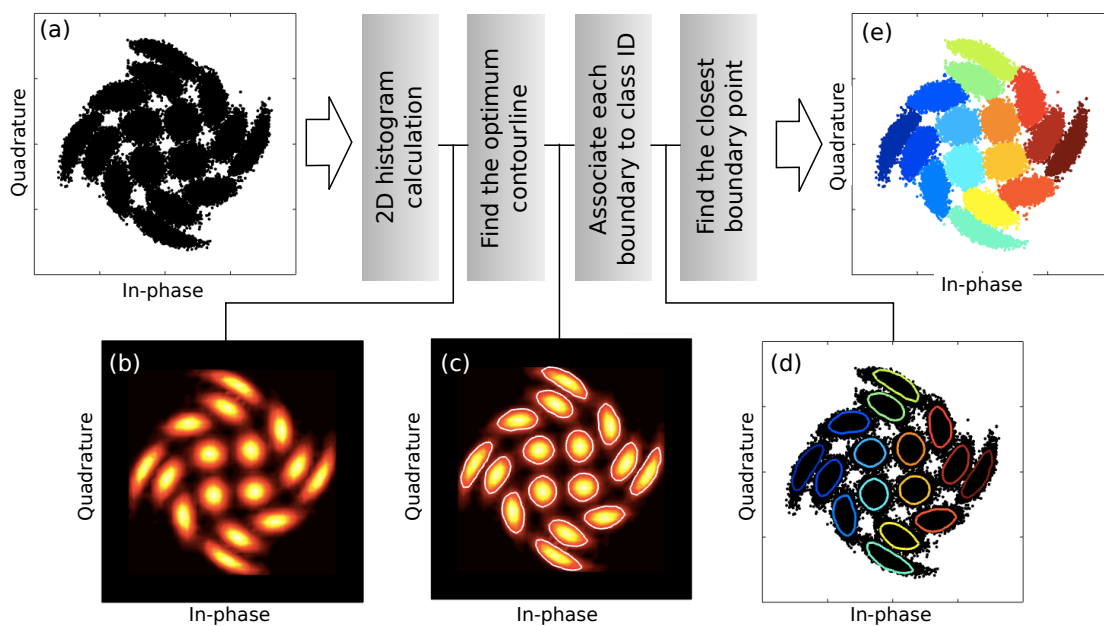 (a)
Quadrature
In-phase
2D histogram
calculation
Find the optimum
contourline
Associate each
boundary to class ID
Find the closest
boundary point
(e)
Quadrature
In-phase
(b)
Quadrature
In-phase
(c)
Quadrature
In-phase
(d)
Quadrature
In-phase